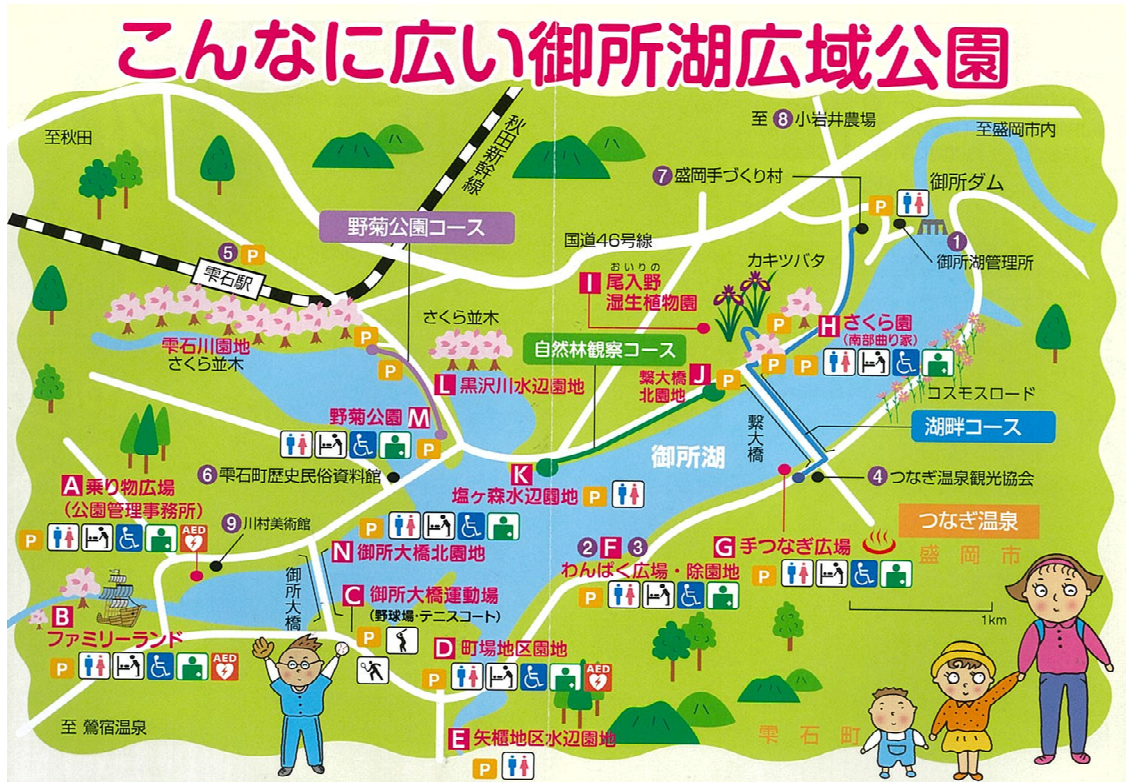 こんなに広い御所湖広域公園
至秋田
秋田新幹線
至 8 小岩井農場
至盛岡市内
7 盛岡手づくり村
御所ダム
P
野菊公園コース
国道46号線
1
御所湖管理所
5 P
雫石駅
おいりの
I 尾入野
湿生植物園
カキツバタ
さくら並木
P
H さくら園
(南部曲り家)
雫石川園地
さくら並木
P
P
自然林観察コース
L 黒沢川水辺園地
繋大橋
北園地
J
P
P P
コスモスロード
野菊公園 M
P
繋大橋
湖畔コース
御所湖
6 雫石町歴史民俗資料館
K
塩ヶ森水辺園地 P
4 つなぎ温泉観光協会
A 乗り物広場
(公園管理事務所)
P AED
9 川村美術館
P
N 御所大橋北園地
つなぎ温泉
盛岡市
2 F 3
わんぱく広場・除園地
P
G 手つなぎ広場
P
1km
御所大橋
C 御所大橋運動場
(野球場・テニスコート)
P
B
ファミリーランド
P AED
D 町場地区園地
P AED
至 鶯宿温泉
E 矢櫃地区水辺園地
P
雫石町